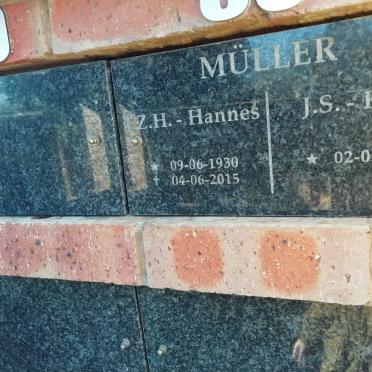 MÜLLER
Z.H. - Hannes
★ 09-06-1930
† 04-06-2015
J.S. -
★ 02-0